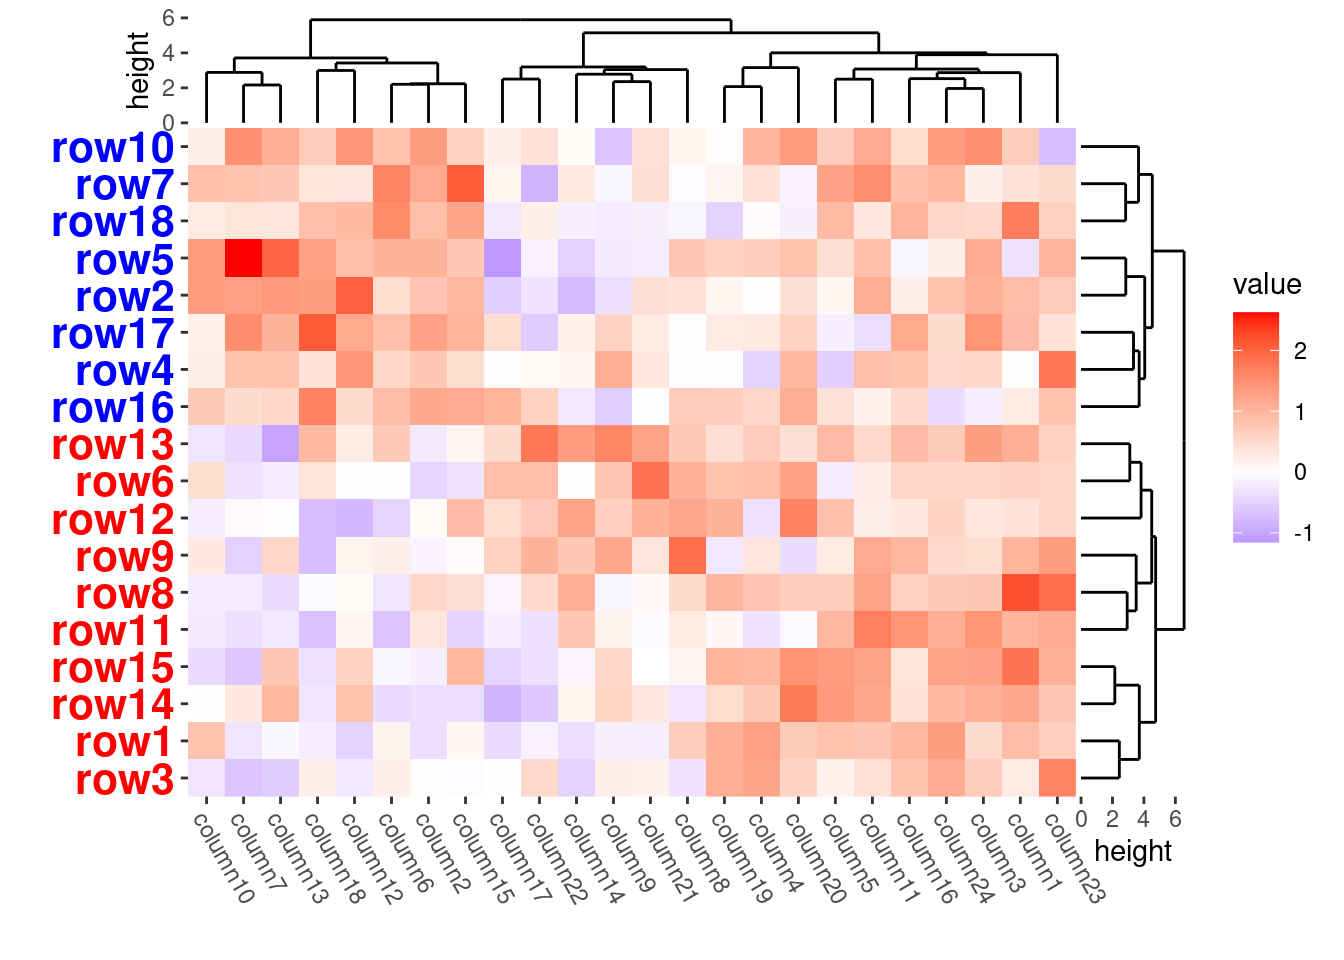 6
4
2
0
height
row10
row7
row18
row5
row2
row17
row4
row16
row13
row6
row12
row9
row8
row11
row15
row14
row1
row3
value
2
1
0
-1
column10
column7
column13
column18
column12
column6
column2
column15
column17
column22
column14
column9
column21
column8
column19
column4
column20
column5
column11
column16
column24
column3
column1
column23
0 2 4 6
height